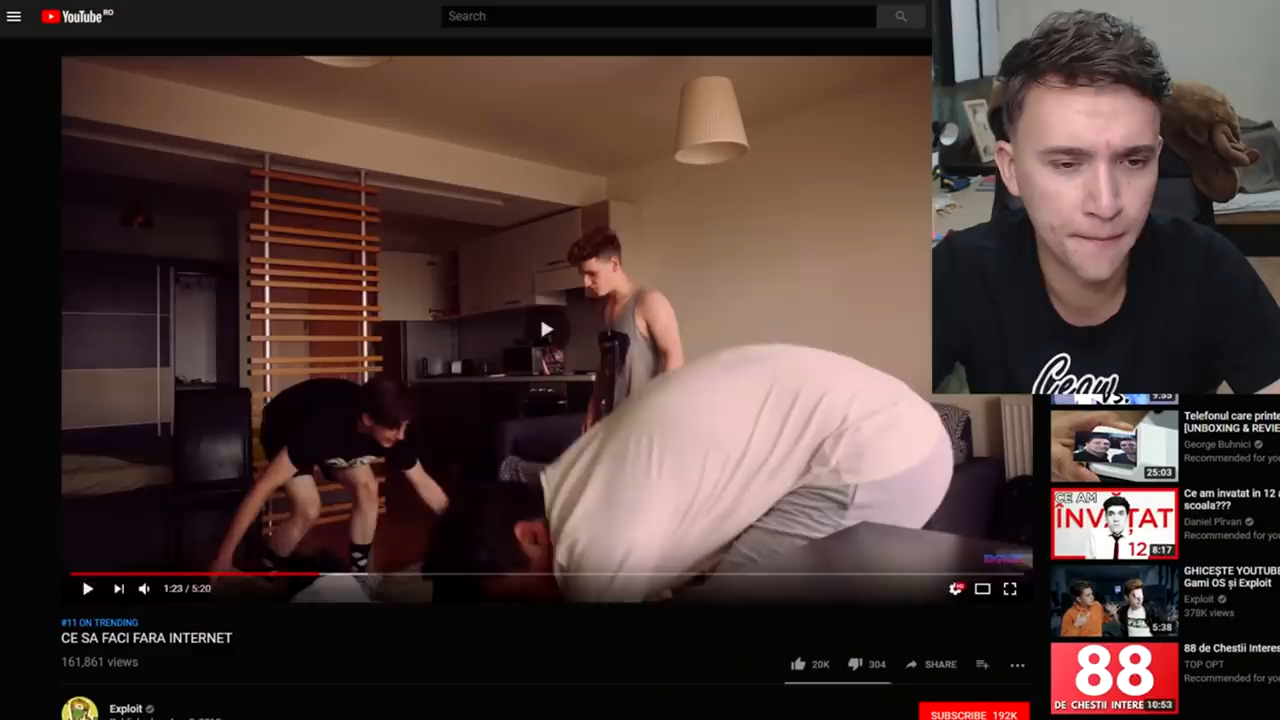 YouTube RO
Search
1:23 / 5:20
#11 ON TRENDING
CE SA FACI FARA INTERNET
161,861 views
20K
304
SHARE
Exploit
SUBSCRIBE 192K
Geow.
9:55
Telefonul care printe
[UNBOXING & REVIE
George Buhnici
Recommended for you
25:03
CE AM
ÎNVĂȚAT
12
8:17
Ce am invatat in 12 a
scoala???
Daniel Pîrvan
Recommended for you
5:38
GHICEȘTE YOUTUBE
Gami OS și Exploit
Exploit
378K views
88
DE CHESTII INTERE
10:53
88 de Chestii Interes
TOP OPT
Recommended for you